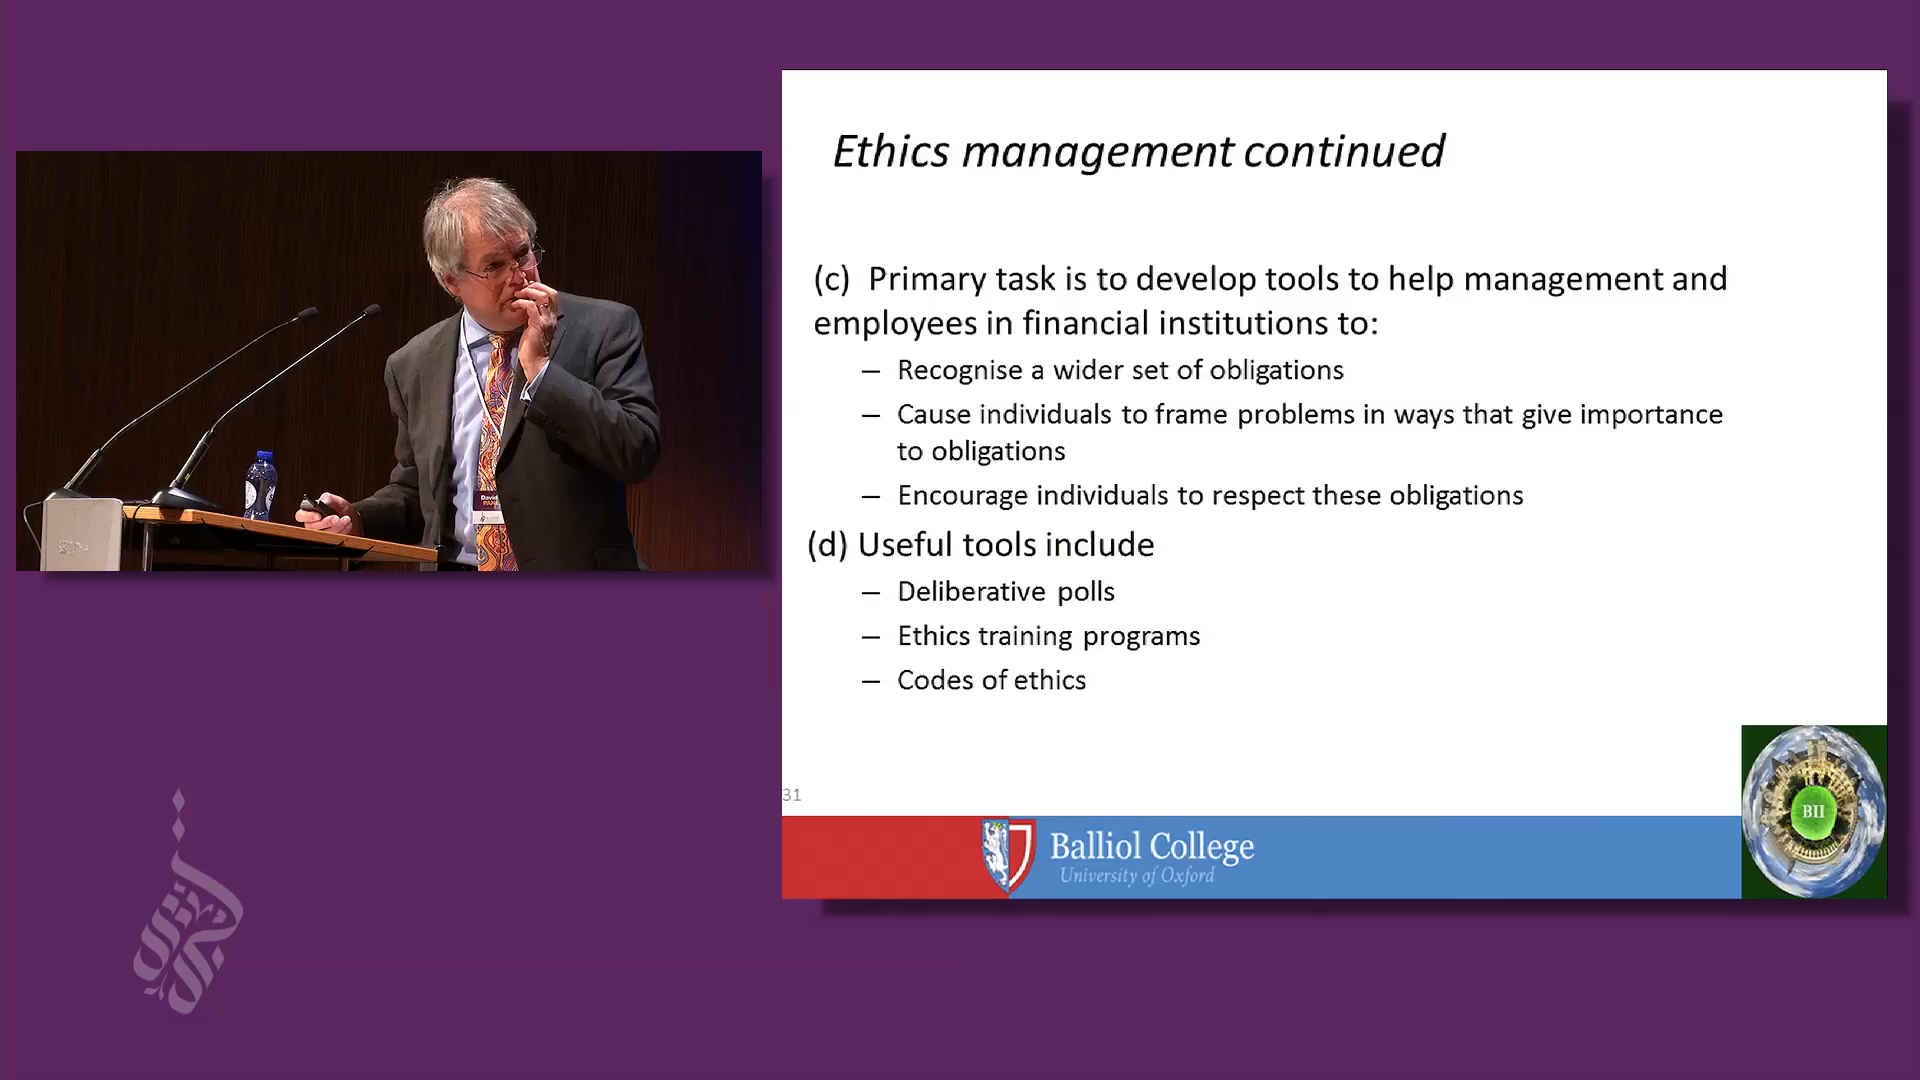 Ethics management continued
(c) Primary task is to develop tools to help management and
employees in financial institutions to:
– Recognise a wider set of obligations
– Cause individuals to frame problems in ways that give importance
to obligations
– Encourage individuals to respect these obligations
(d) Useful tools include
– Deliberative polls
– Ethics training programs
– Codes of ethics
31
Balliol College
University of Oxford
BII
David